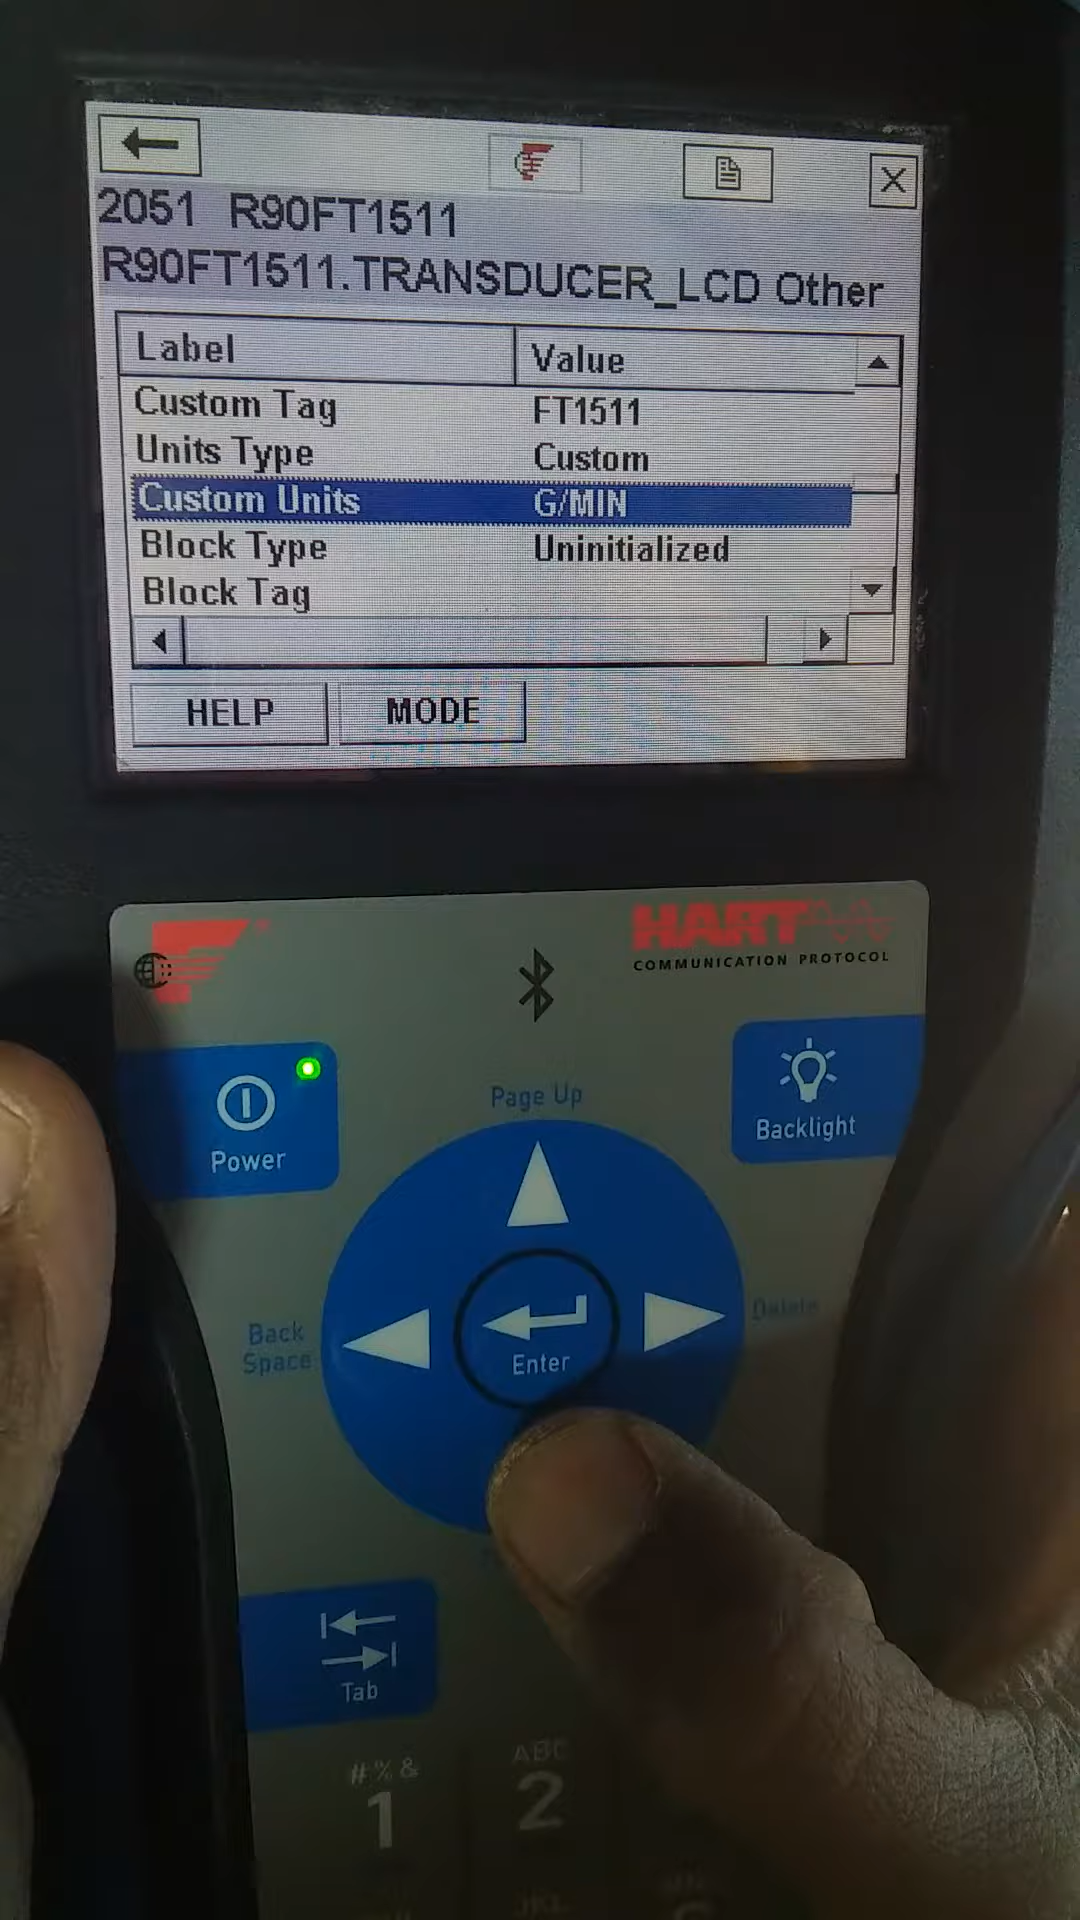 2051 R90FT1511
R90FT1511.TRANSDUCER_LCD Other
Label Value
Custom Tag FT1511
Units Type Custom
Custom Units G/MIN
Block Type Uninitialized
Block Tag
HELP MODE
HART
COMMUNICATION PROTOCOL
Power
Page Up
Backlight
Back
Space
Enter
Delete
Tab
#%& ABC
1 2
JKL